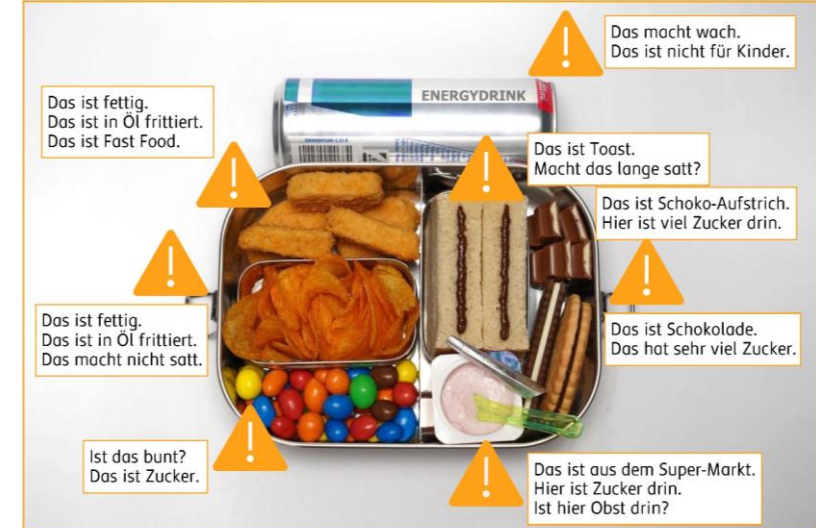 Das macht wach.
Das ist nicht für Kinder.
ENERGYDRINK
Das ist fettig.
Das ist in Öl frittiert.
Das ist Fast Food.
Das ist Toast.
Macht das lange satt?
Das ist Schoko-Aufstrich.
Hier ist viel Zucker drin.
Das ist fettig.
Das ist in Öl frittiert.
Das macht nicht satt.
Das ist Schokolade.
Das hat sehr viel Zucker.
Ist das bunt?
Das ist Zucker.
Das ist aus dem Super-Markt.
Hier ist Zucker drin.
Ist hier Obst drin?